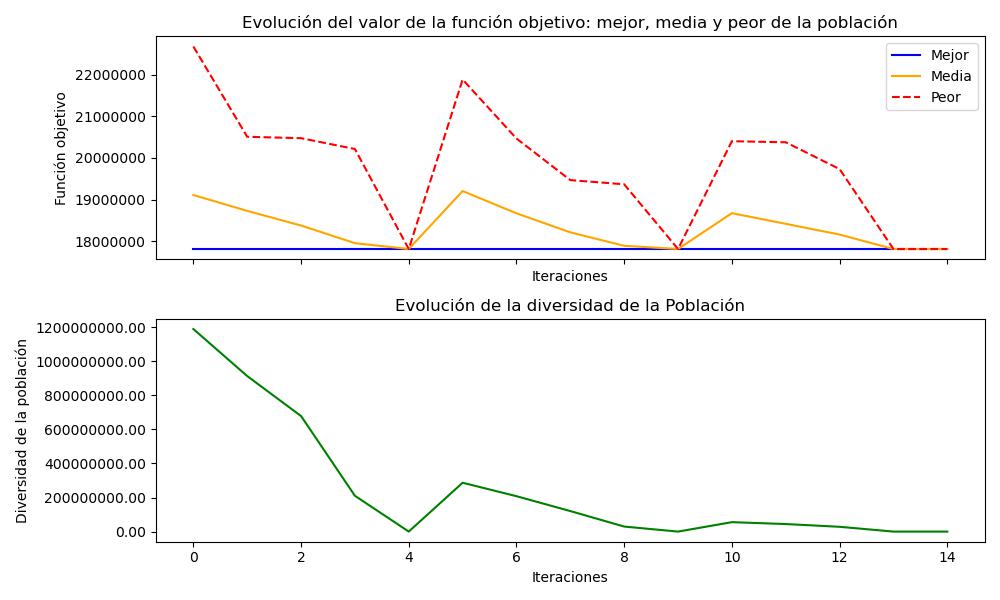 Evolución del valor de la función objetivo: mejor, media y peor de la población
Función objetivo
22000000
21000000
20000000
19000000
18000000
Mejor
Media
Peor
Iteraciones
Evolución de la diversidad de la Población
Diversidad de la población
1200000000.00
1000000000.00
800000000.00
600000000.00
400000000.00
200000000.00
0.00
0 2 4 6 8 10 12 14
Iteraciones